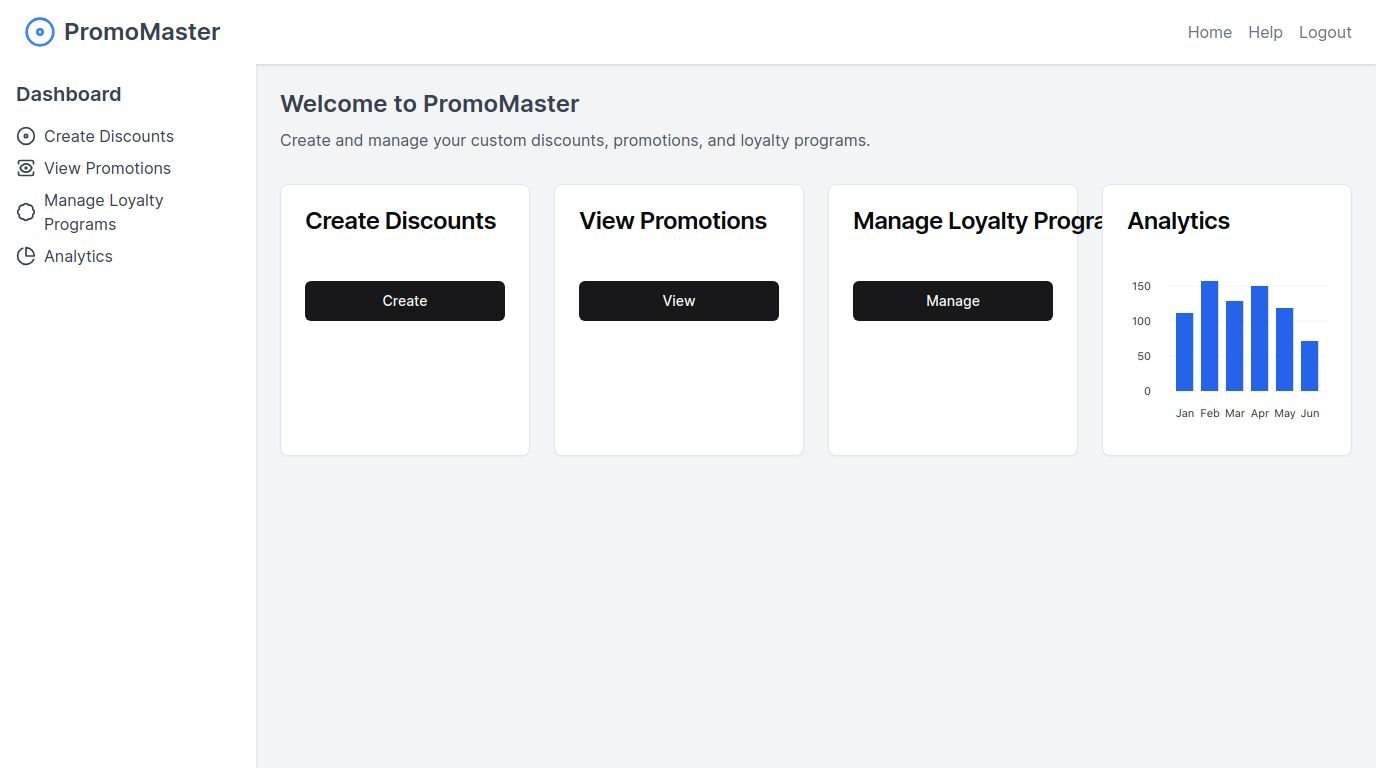 PromoMaster
Home Help Logout
Dashboard
Create Discounts
View Promotions
Manage Loyalty
Programs
Analytics
Welcome to PromoMaster
Create and manage your custom discounts, promotions, and loyalty programs.
Create Discounts
Create
View Promotions
View
Manage Loyalty Progra
Manage
Analytics
150
100
50
0
Jan Feb Mar Apr May Jun